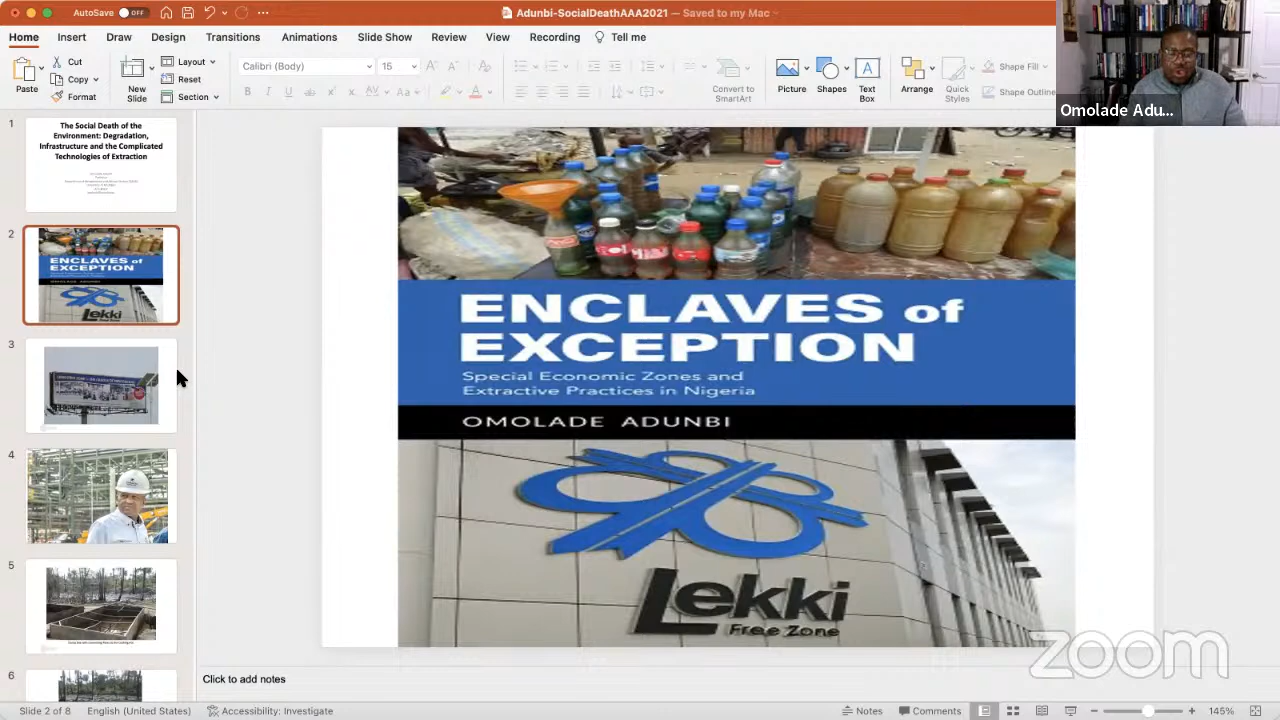 AutoSave OFF
Adunbi-SocialDeathAAA2021 — Saved to my Mac
Home Insert Draw Design Transitions Animations Slide Show Review View Recording Tell me
Paste
Cut
Copy
Format
New
Slide
Layout
Reset
Section
Calibri (Body) 15
Convert to
SmartArt
Picture
Shapes
Text
Box
Arrange
Quick
Styles
Shape Fill
Shape Outline
Omolade Adu...
1
The Social Death of the
Environment: Degradation,
Infrastructure and the Complicated
Technologies of Extraction
2
ENCLAVES of
EXCEPTION
OMOLADE ADUNBI
Lekki
3
4
5
6
ENCLAVES of
EXCEPTION
Special Economic Zones and
Extractive Practices in Nigeria
OMOLADE ADUNBI
Lekki
Free Zone
zoom
Click to add notes
Slide 2 of 8 English (United States) Accessibility: Investigate Notes Comments 145%